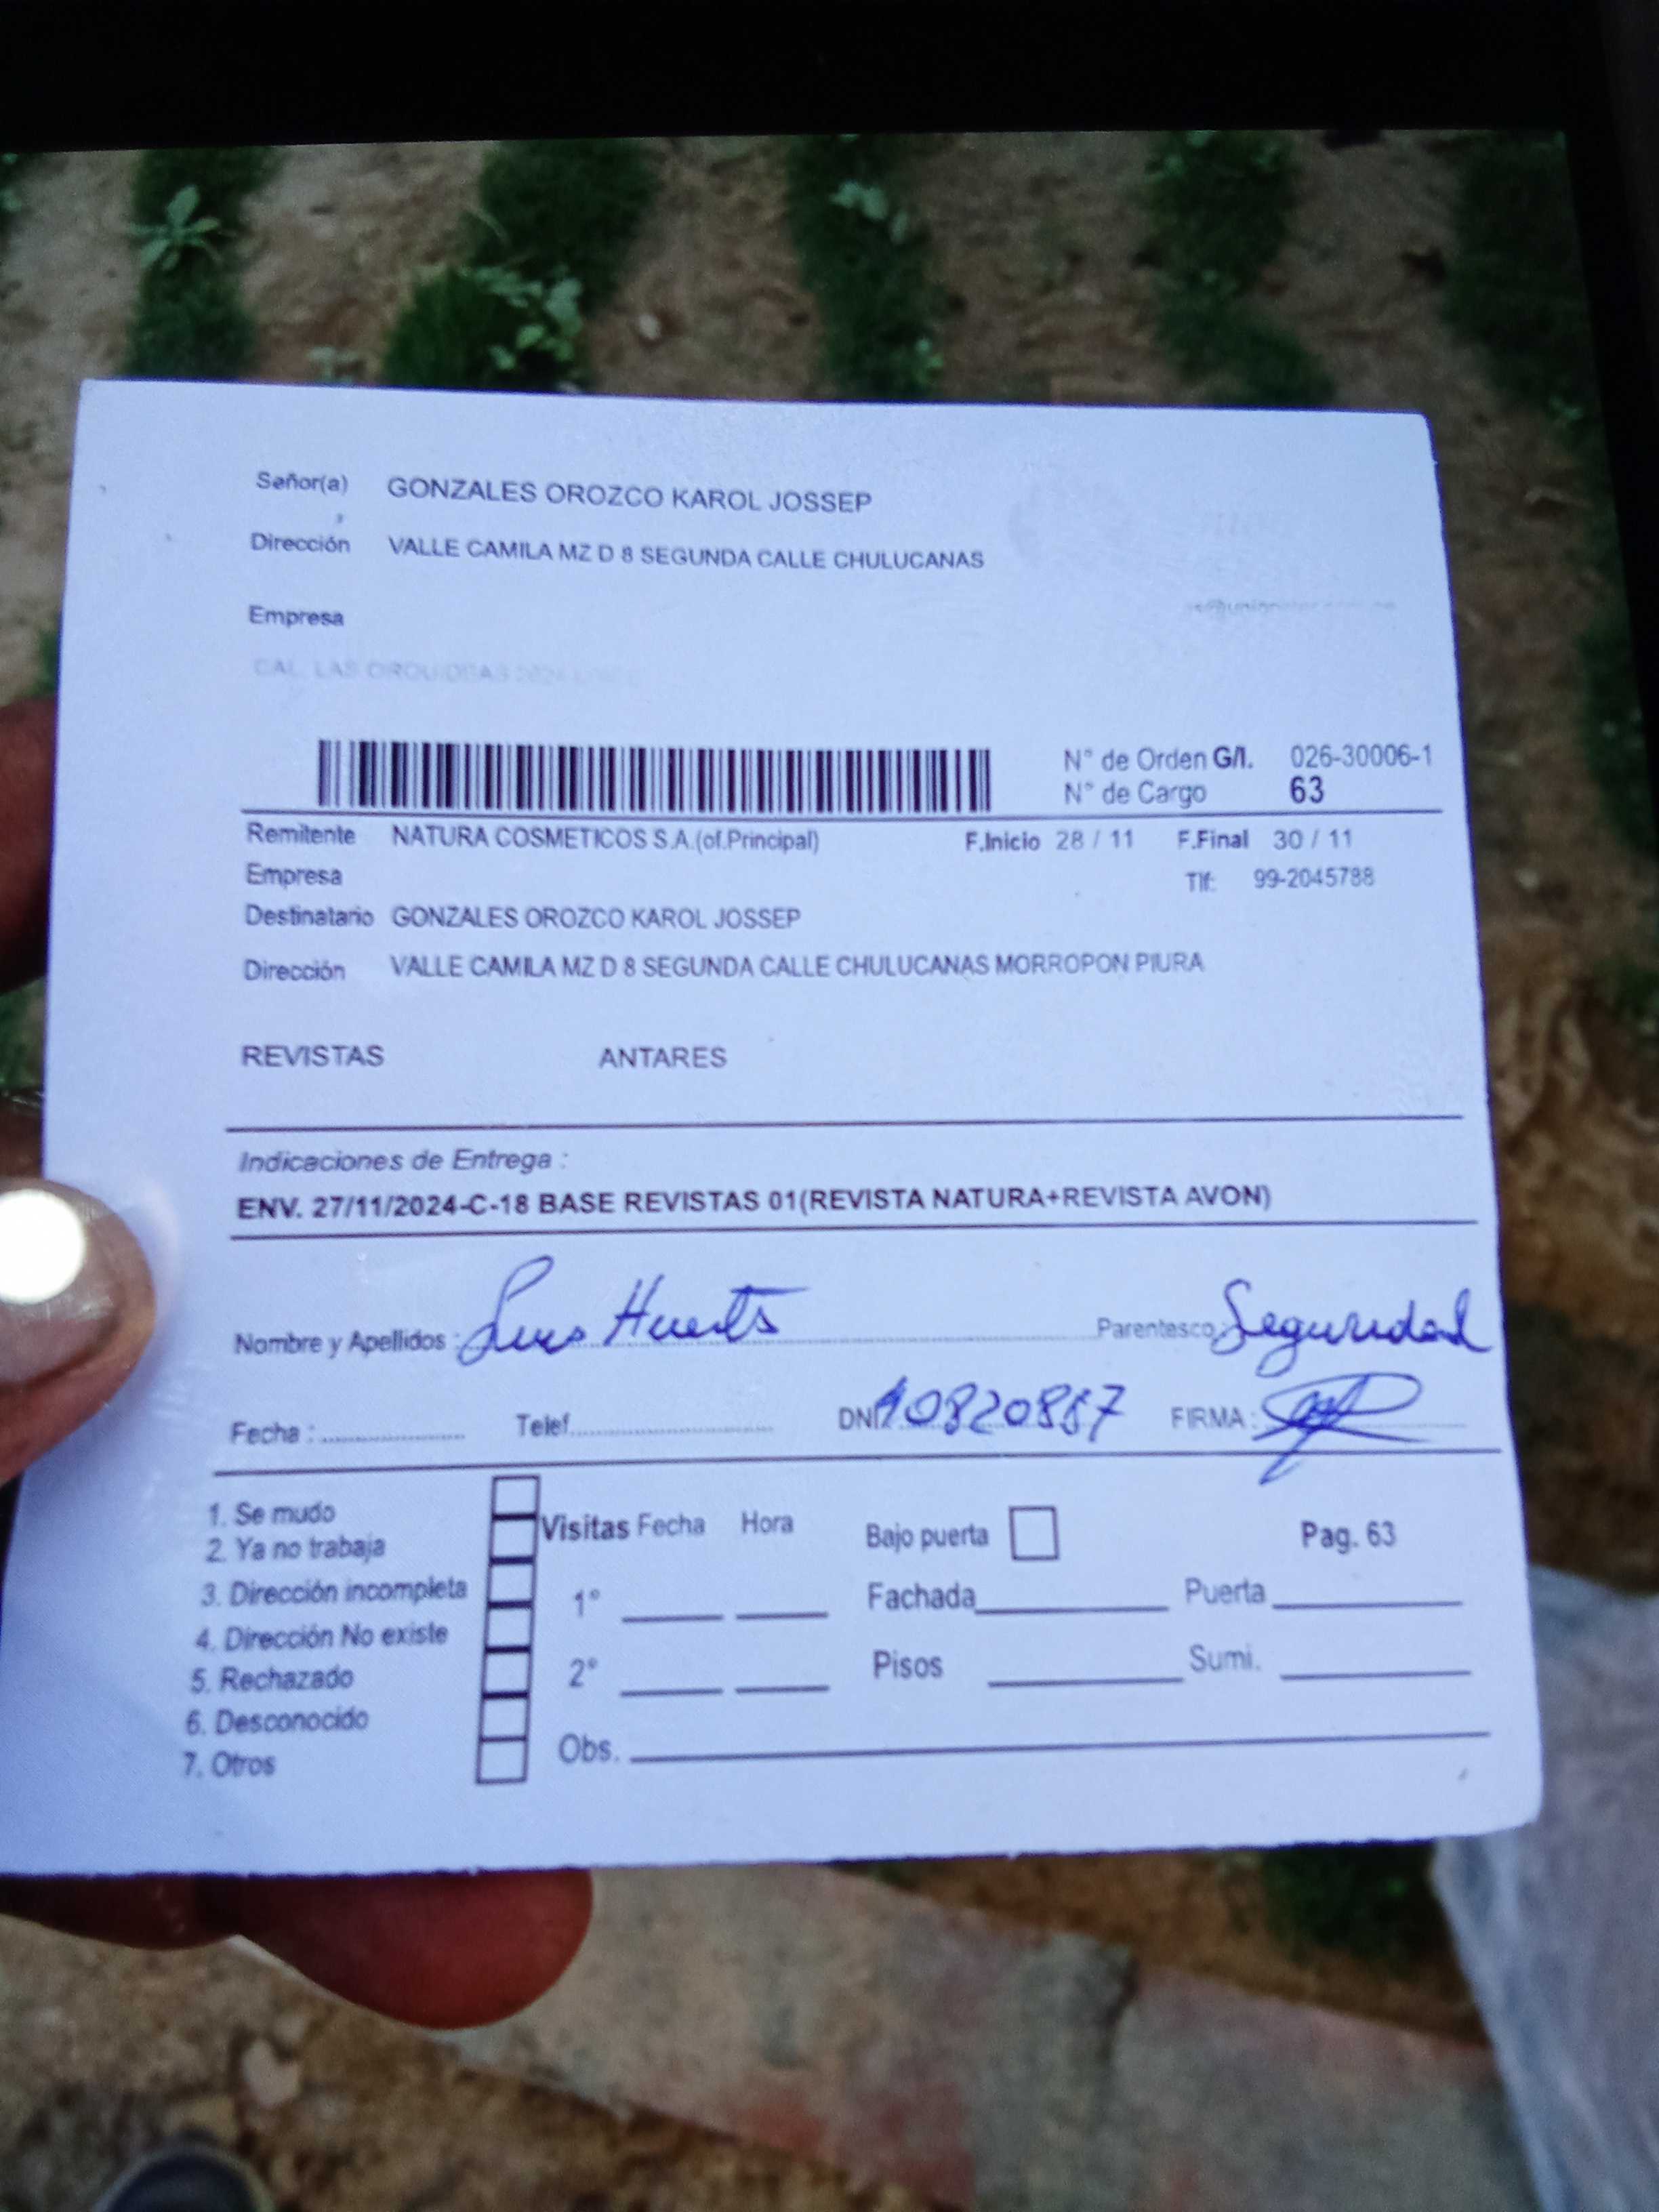 Señor(a) GONZALES OROZCO KAROL JOSSEP
Dirección VALLE CAMILA MZ D 8 SEGUNDA CALLE CHULUCANAS
Empresa
CAL. LAS ORQUIDEAS
N° de Orden G/I. 026-30006-1
N° de Cargo 63
Remitente NATURA COSMETICOS S.A.(of.Principal) F.Inicio 28 / 11 F.Final 30 / 11
Empresa Tlf: 99-2045788
Destinatario GONZALES OROZCO KAROL JOSSEP
Dirección VALLE CAMILA MZ D 8 SEGUNDA CALLE CHULUCANAS MORROPON PIURA
REVISTAS ANTARES
Indicaciones de Entrega :
ENV. 27/11/2024-C-18 BASE REVISTAS 01(REVISTA NATURA+REVISTA AVON)
Nombre y Apellidos : Parentesco: Seguridad
Fecha : Telef. DNI: FIRMA :
1. Se mudo
2. Ya no trabaja
3. Dirección incompleta
4. Dirección No existe
5. Rechazado
6. Desconocido
7. Otros
Visitas Fecha Hora
1°
2°
Obs.
Bajo puerta Pag. 63
Fachada Puerta
Pisos Sumi.